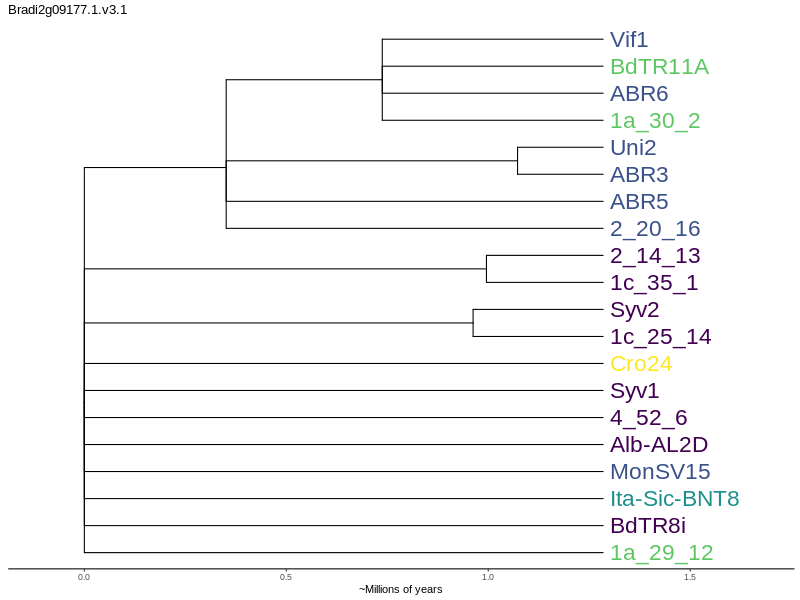 Bradi2g09177.1.v3.1
Vif1
BdTR11A
ABR6
1a_30_2
Uni2
ABR3
ABR5
2_20_16
2_14_13
1c_35_1
Syv2
1c_25_14
Cro24
Syv1
4_52_6
Alb-AL2D
MonSV15
Ita-Sic-BNT8
BdTR8i
1a_29_12
0.0 0.5 1.0 1.5
~Millions of years